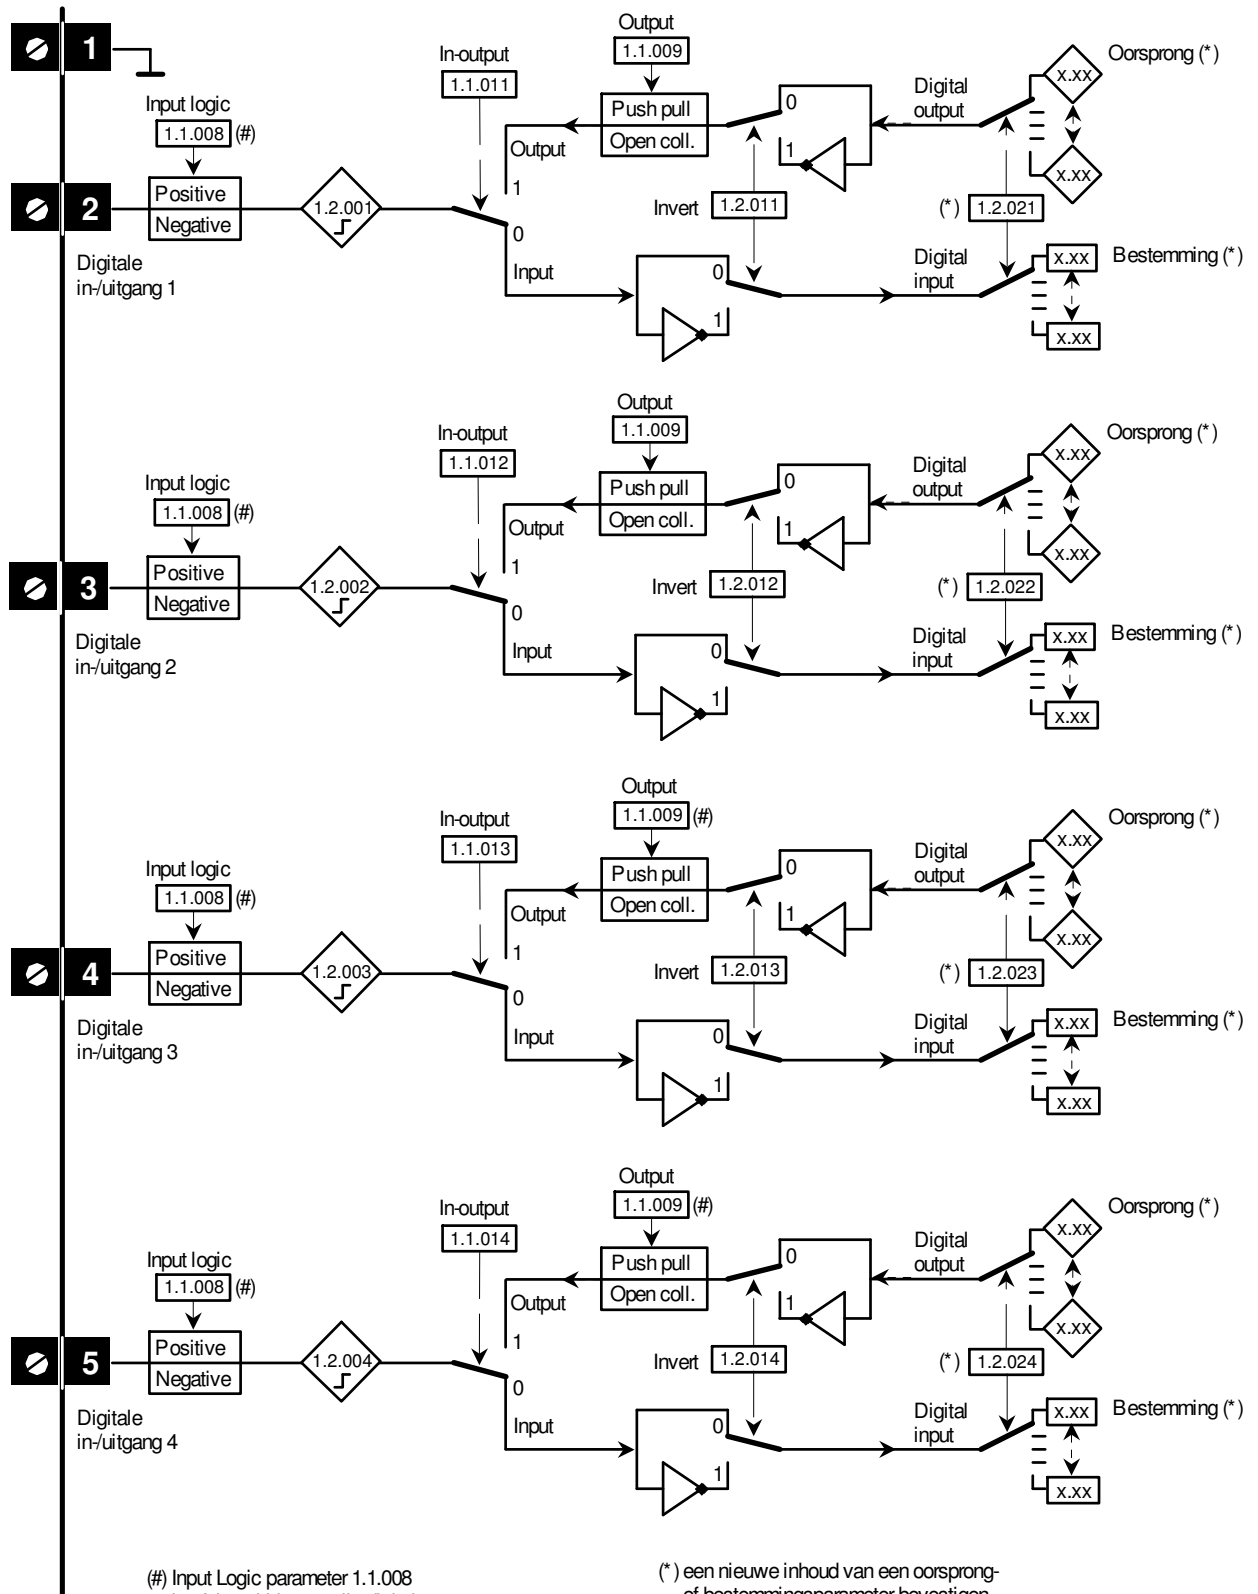 1
Input logic
1.1.008 (#)
Positive
Negative
2
Digitale
in-/uitgang 1
1.2.001
In-output
1.1.011
Output
1
0
Input
Output
1.1.009
Push pull
Open coll.
0
1
Invert 1.2.011
0
1
Digital
output
(*) 1.2.021
Digital
input
x.xx
x.xx
Oorsprong (*)
x.xx
x.xx
Bestemming (*)
Input logic
1.1.008 (#)
Positive
Negative
3
Digitale
in-/uitgang 2
1.2.002
In-output
1.1.012
Output
1
0
Input
Output
1.1.009
Push pull
Open coll.
0
1
Invert 1.2.012
0
1
Digital
output
(*) 1.2.022
Digital
input
x.xx
x.xx
Oorsprong (*)
x.xx
x.xx
Bestemming (*)
Input logic
1.1.008 (#)
Positive
Negative
4
Digitale
in-/uitgang 3
1.2.003
In-output
1.1.013
Output
1
0
Input
Output
1.1.009 (#)
Push pull
Open coll.
0
1
Invert 1.2.013
0
1
Digital
output
(*) 1.2.023
Digital
input
x.xx
x.xx
Oorsprong (*)
x.xx
x.xx
Bestemming (*)
Input logic
1.1.008 (#)
Positive
Negative
5
Digitale
in-/uitgang 4
1.2.004
In-output
1.1.014
Output
1
0
Input
Output
1.1.009 (#)
Push pull
Open coll.
0
1
Invert 1.2.014
0
1
Digital
output
(*) 1.2.024
Digital
input
x.xx
x.xx
Oorsprong (*)
x.xx
x.xx
Bestemming (*)
(#) Input Logic parameter 1.1.008
(*) een nieuwe inhoud van een oorsprong-
of bestemmingsparameter bevestigen